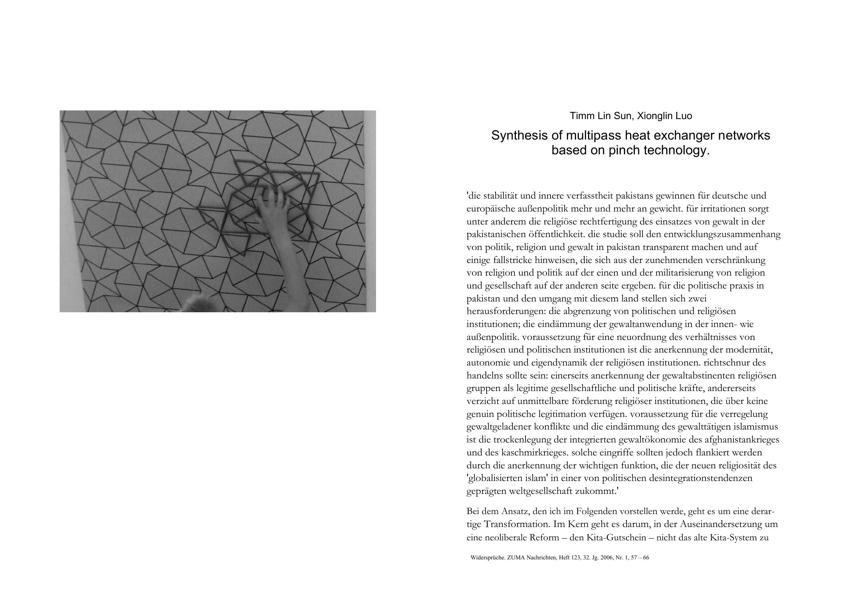 Timm Lin Sun, Xionglin Luo
Synthesis of multipass heat exchanger networks
based on pinch technology.
'die stabilität und innere verfasstheit pakistans gewinnen für deutsche und
europäische außenpolitik mehr und mehr an gewicht. für irritationen sorgt
unter anderem die religiöse rechtfertigung des einsatzes von gewalt in der
pakistanischen öffentlichkeit. die studie soll den entwicklungszusammenhang
von politik, religion und gewalt in pakistan transparent machen und auf
einige fallstricke hinweisen, die sich aus der zunehmenden verschränkung
von religion und politik auf der einen und der militarisierung von religion
und gesellschaft auf der anderen seite ergeben. für die politische praxis in
pakistan und den umgang mit diesem land stellen sich zwei
herausforderungen: die abgrenzung von politischen und religiösen
institutionen; die eindämmung der gewaltanwendung in der innen- wie
außenpolitik. voraussetzung für eine neuordnung des verhältnisses von
religiösen und politischen institutionen ist die anerkennung der modernität,
autonomie und eigendynamik der religiösen institutionen. richtschnur des
handelns sollte sein: einerseits anerkennung der gewaltabstinenten religiösen
gruppen als legitime gesellschaftliche und politische kräfte, andererseits
verzicht auf unmittelbare förderung religiöser institutionen, die über keine
genuin politische legitimation verfügen. voraussetzung für die verregelung
gewaltgeladener konflikte und die eindämmung des gewalttätigen islamismus
ist die trockenlegung der integrierten gewaltökonomie des afghanistankrieges
und des kaschmirkrieges. solche eingriffe sollten jedoch flankiert werden
durch die anerkennung der wichtigen funktion, die der neuen religiosität des
'globalisierten islam' in einer von politischen desintegrationstendenzen
geprägten weltgesellschaft zukommt.'
Bei dem Ansatz, den ich im Folgenden vorstellen werde, geht es um eine derar-
tige Transformation. Im Kern geht es darum, in der Auseinandersetzung um
eine neoliberale Reform – den Kita-Gutschein – nicht das alte Kita-System zu
Widersprüche. ZUMA Nachrichten, Heft 123, 32. Jg. 2006, Nr. 1, 57 – 66